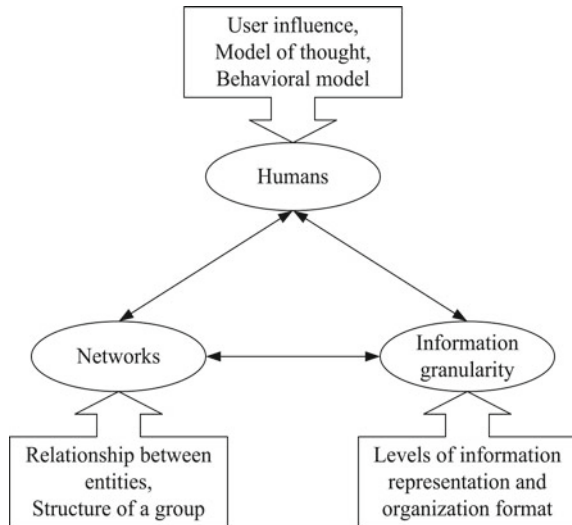 User influence,
Model of thought,
Behavioral model
Humans
Networks
Information
granularity
Relationship between
entities,
Structure of a group
Levels of information
representation and
organization format